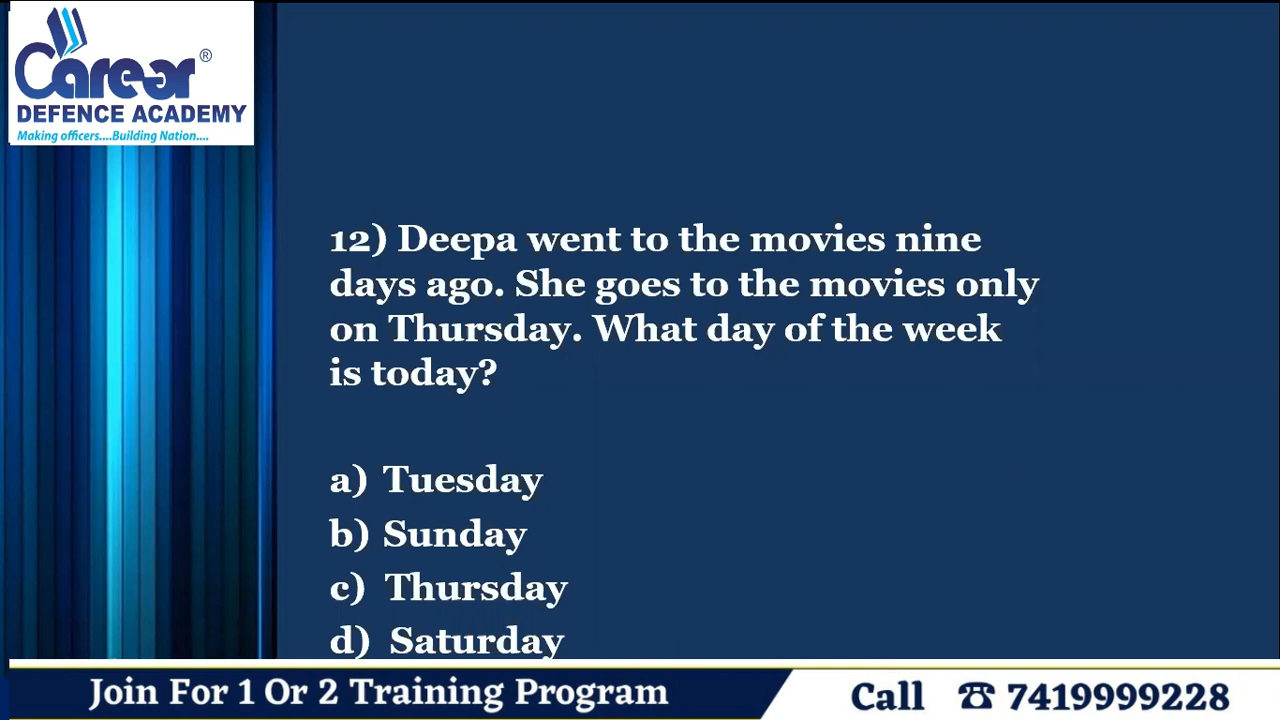 Carear®
DEFENCE ACADEMY
Making officers....Building Nation....
12) Deepa went to the movies nine
days ago. She goes to the movies only
on Thursday. What day of the week
is today?
a) Tuesday
b) Sunday
c) Thursday
d) Saturday
Join For 1 Or 2 Training Program
Call ☎ 7419999228